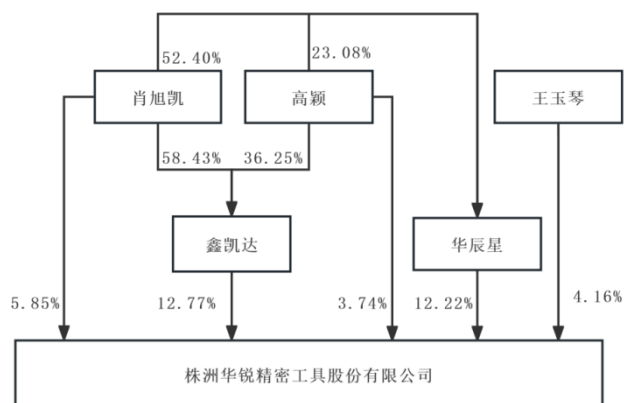 52.40%
23.08%
肖旭凯
高颖
王玉琴
58.43%
36.25%
鑫凯达
华辰星
5.85%
12.77%
3.74%
12.22%
4.16%
株洲华锐精密工具股份有限公司